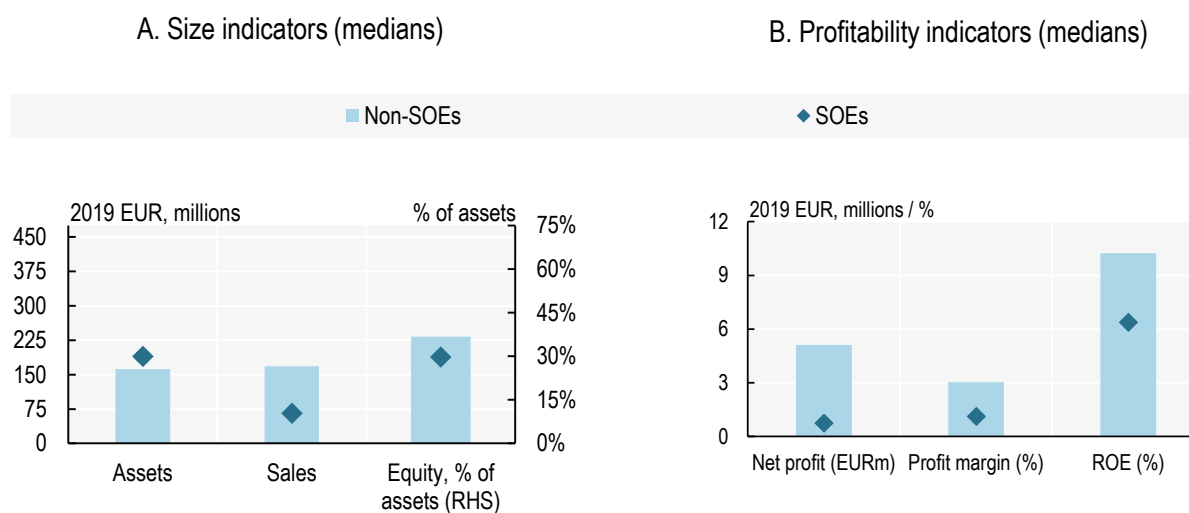 A. Size indicators (medians)
B. Profitability indicators (medians)
Non-SOEs
SOEs
2019 EUR, millions
% of assets
450
375
300
225
150
75
0
75%
60%
45%
30%
15%
0%
Assets
Sales
Equity, % of
assets (RHS)
2019 EUR, millions / %
12
9
6
3
0
Net profit (EURm)
Profit margin (%)
ROE (%)